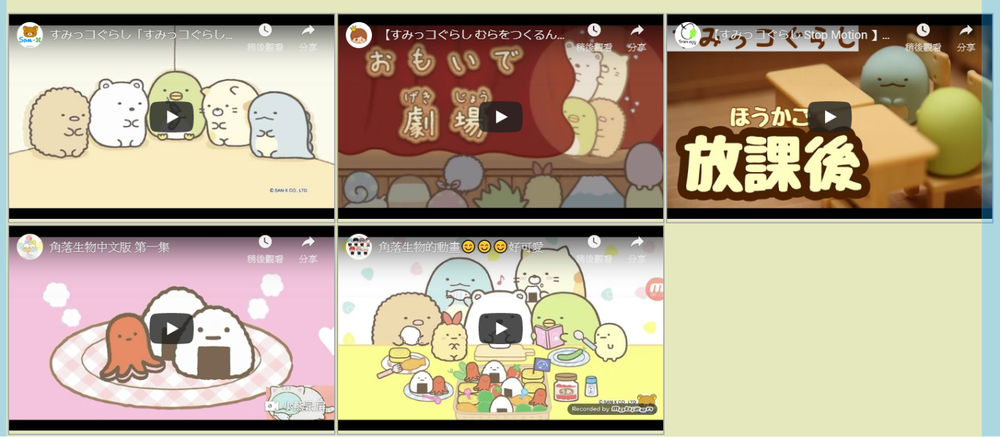 すみっコぐらし「すみっコぐらし...
San-X
稍後觀看
分享
© SAN-X CO., LTD.
【すみっコぐらし むらをつくるん...
稍後觀看
分享
おもいで
げき じょう
劇場
【すみっコぐらし Stop Motion 】...
from egg
稍後觀看
分享
すみっコぐらし
ほうかご
放課後
角落生物中文版 第一集
稍後觀看
分享
小熊录屏
角落生物的動畫😊😊😊好可愛
稍後觀看
分享
うめ
© SAN-X CO., LTD.
Recorded by mobizen